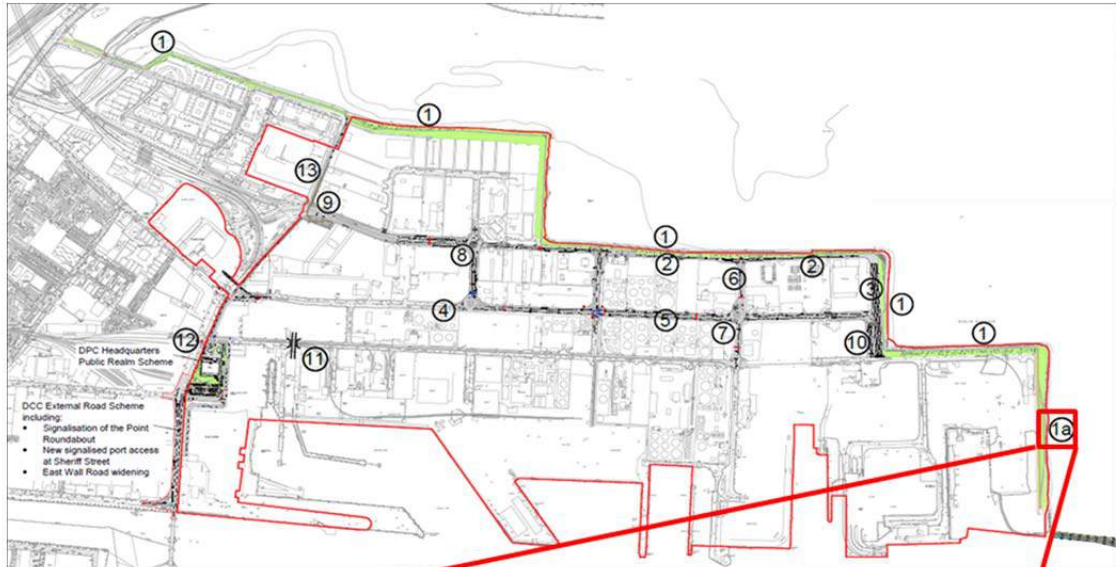 1
1
13
9
8
1
2
6
2
3
1
4
5
7
10
1
12
11
1a
DPC Headquarters
Public Realm Scheme
DCC External Road Scheme
including:
• Signalisation of the Point
Roundabout
• New signalised port access
at Sheriff Street
• East Wall Road widening